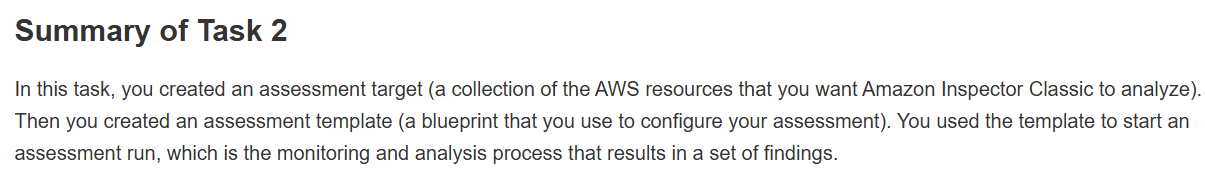 Summary of Task 2
In this task, you created an assessment target (a collection of the AWS resources that you want Amazon Inspector Classic to analyze).
Then you created an assessment template (a blueprint that you use to configure your assessment). You used the template to start an
assessment run, which is the monitoring and analysis process that results in a set of findings.